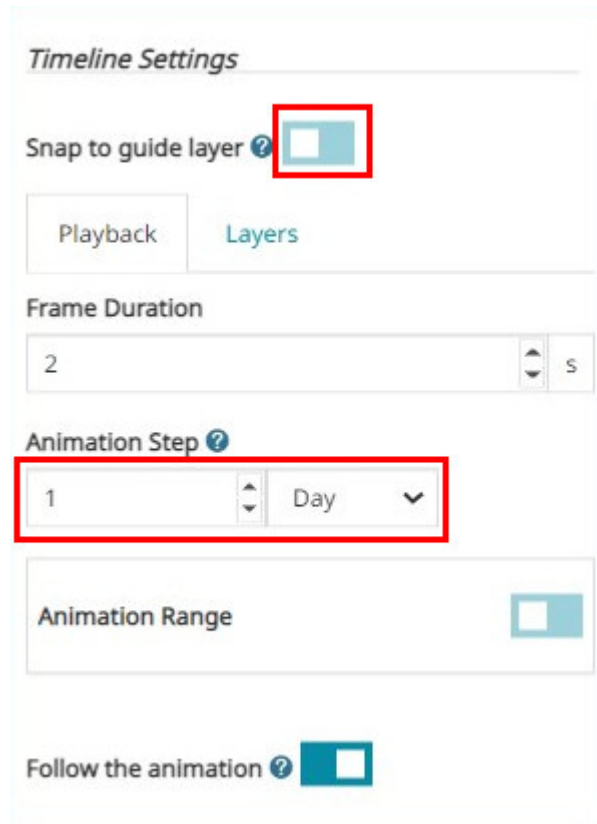 Timeline Settings
Snap to guide layer ?
Playback Layers
Frame Duration
2 s
Animation Step ?
1 Day
Animation Range
Follow the animation ?